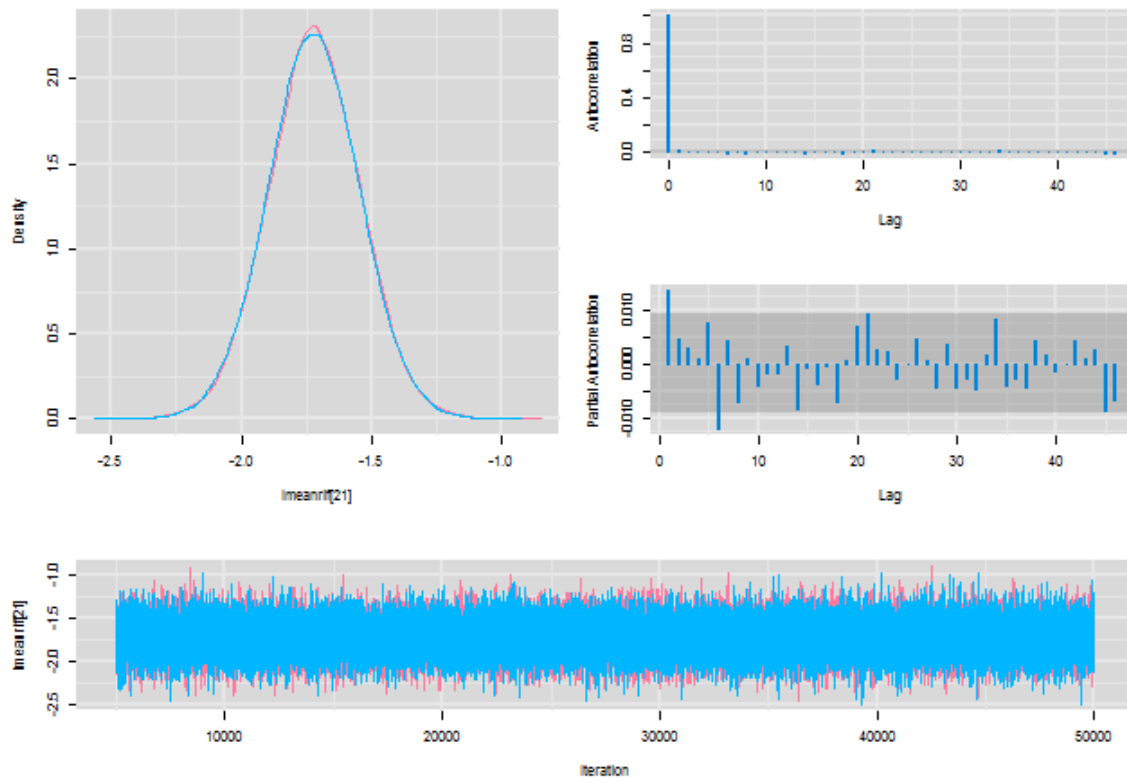 Density
0.0 0.5 1.0 1.5 2.0
−2.5 −2.0 −1.5 −1.0
lmeanrif[21]
Autocorrelation
0.0 0.4 0.8
0 10 20 30 40
Lag
Partial Autocorrelation
−0.010 0.000 0.010
0 10 20 30 40
Lag
lmeanrif[21]
−2.5 −2.0 −1.5 −1.0
10000 20000 30000 40000 50000
Iteration